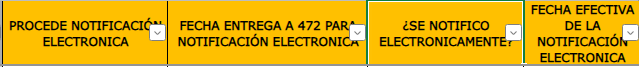 PROCEDE NOTIFICACIÓN
ELECTRONICA
FECHA ENTREGA A 472 PARA
NOTIFICACIÓN ELECTRONICA
¿SE NOTIFICO
ELECTRONICAMENTE?
FECHA EFECTIVA
DE LA
NOTIFICACIÓN
ELECTRONICA